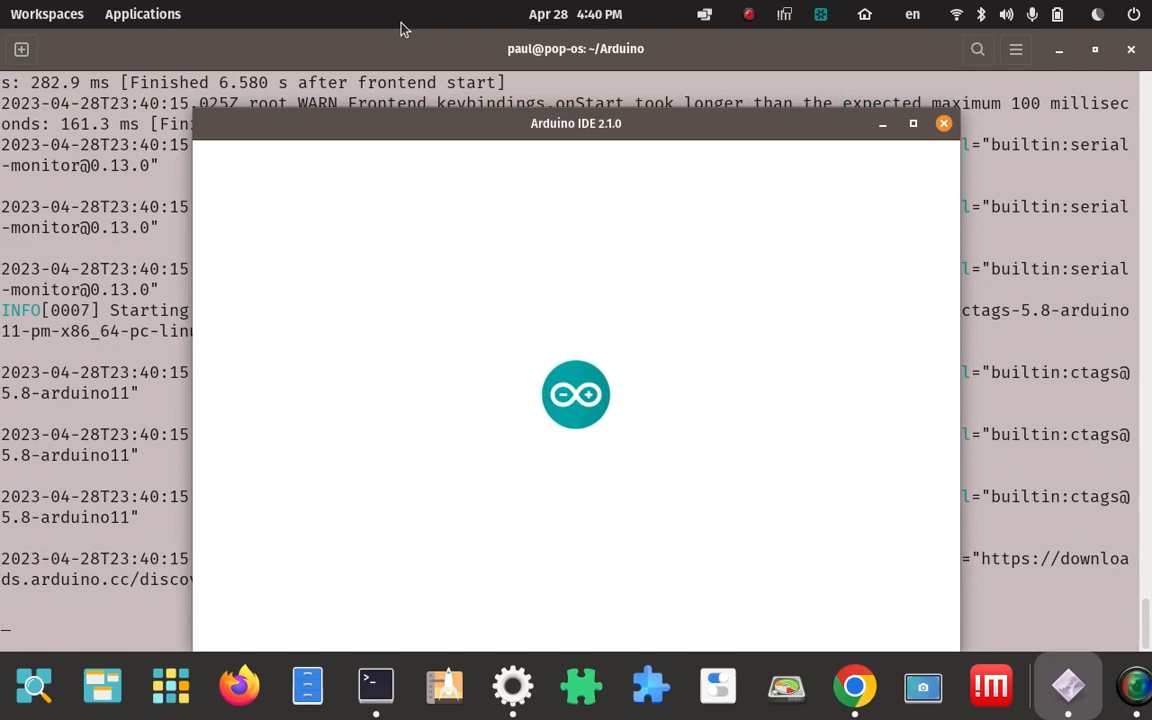 Workspaces Applications Apr 28 4:40 PM en
paul@pop-os: ~/Arduino
s: 282.9 ms [Finished 6.580 s after frontend start]
2023-04-28T23:40:15.025Z root WARN Frontend keybindings.onStart took longer than the expected maximum 100 millisec
onds: 161.3 ms [Fin
Arduino IDE 2.1.0
2023-04-28T23:40:15 l="builtin:serial
-monitor@0.13.0"
2023-04-28T23:40:15 l="builtin:serial
-monitor@0.13.0"
2023-04-28T23:40:15 l="builtin:serial
-monitor@0.13.0"
INFO[0007] Starting ctags-5.8-arduino
11-pm-x86_64-pc-linu
2023-04-28T23:40:15 l="builtin:ctags@
5.8-arduino11"
2023-04-28T23:40:15 l="builtin:ctags@
5.8-arduino11"
2023-04-28T23:40:15 l="builtin:ctags@
5.8-arduino11"
2023-04-28T23:40:15 ="https://downloa
ds.arduino.cc/discov
>_ !M